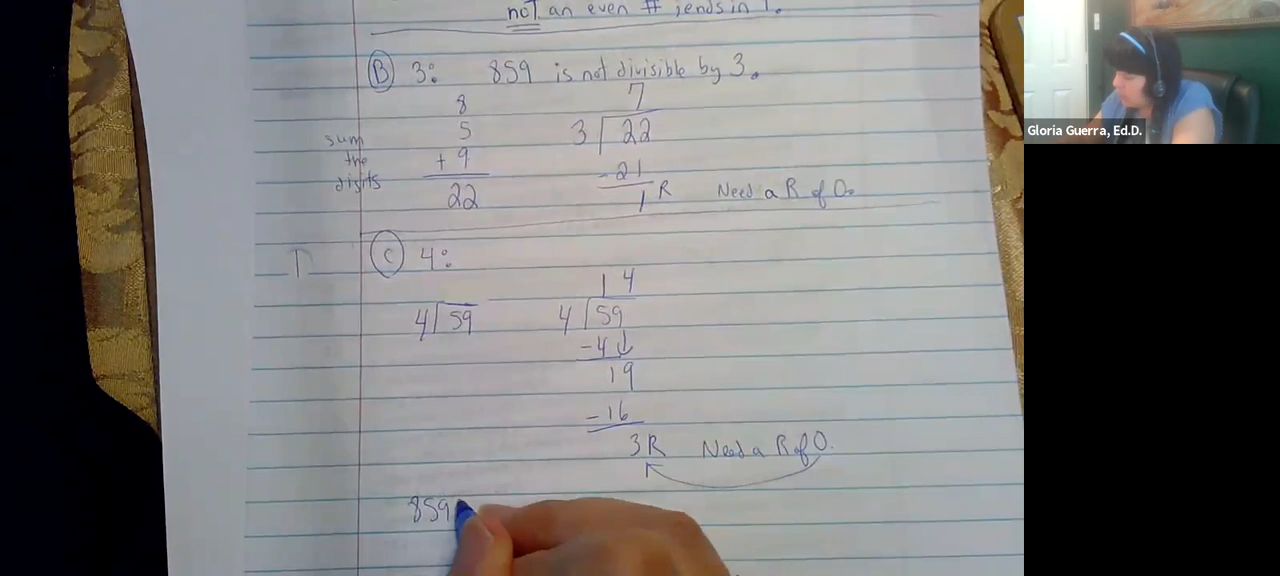 not an even # ; ends in 1.
B 3: 859 is not divisible by 3.
8
5
+ 9
22
sum
the
digits
7
3 22
-21
1 R Need a R of 0.
C 4:
4 59
1 4
4 59
-4 ↓
19
-16
3 R Need a R of 0.
859
Gloria Guerra, Ed.D.